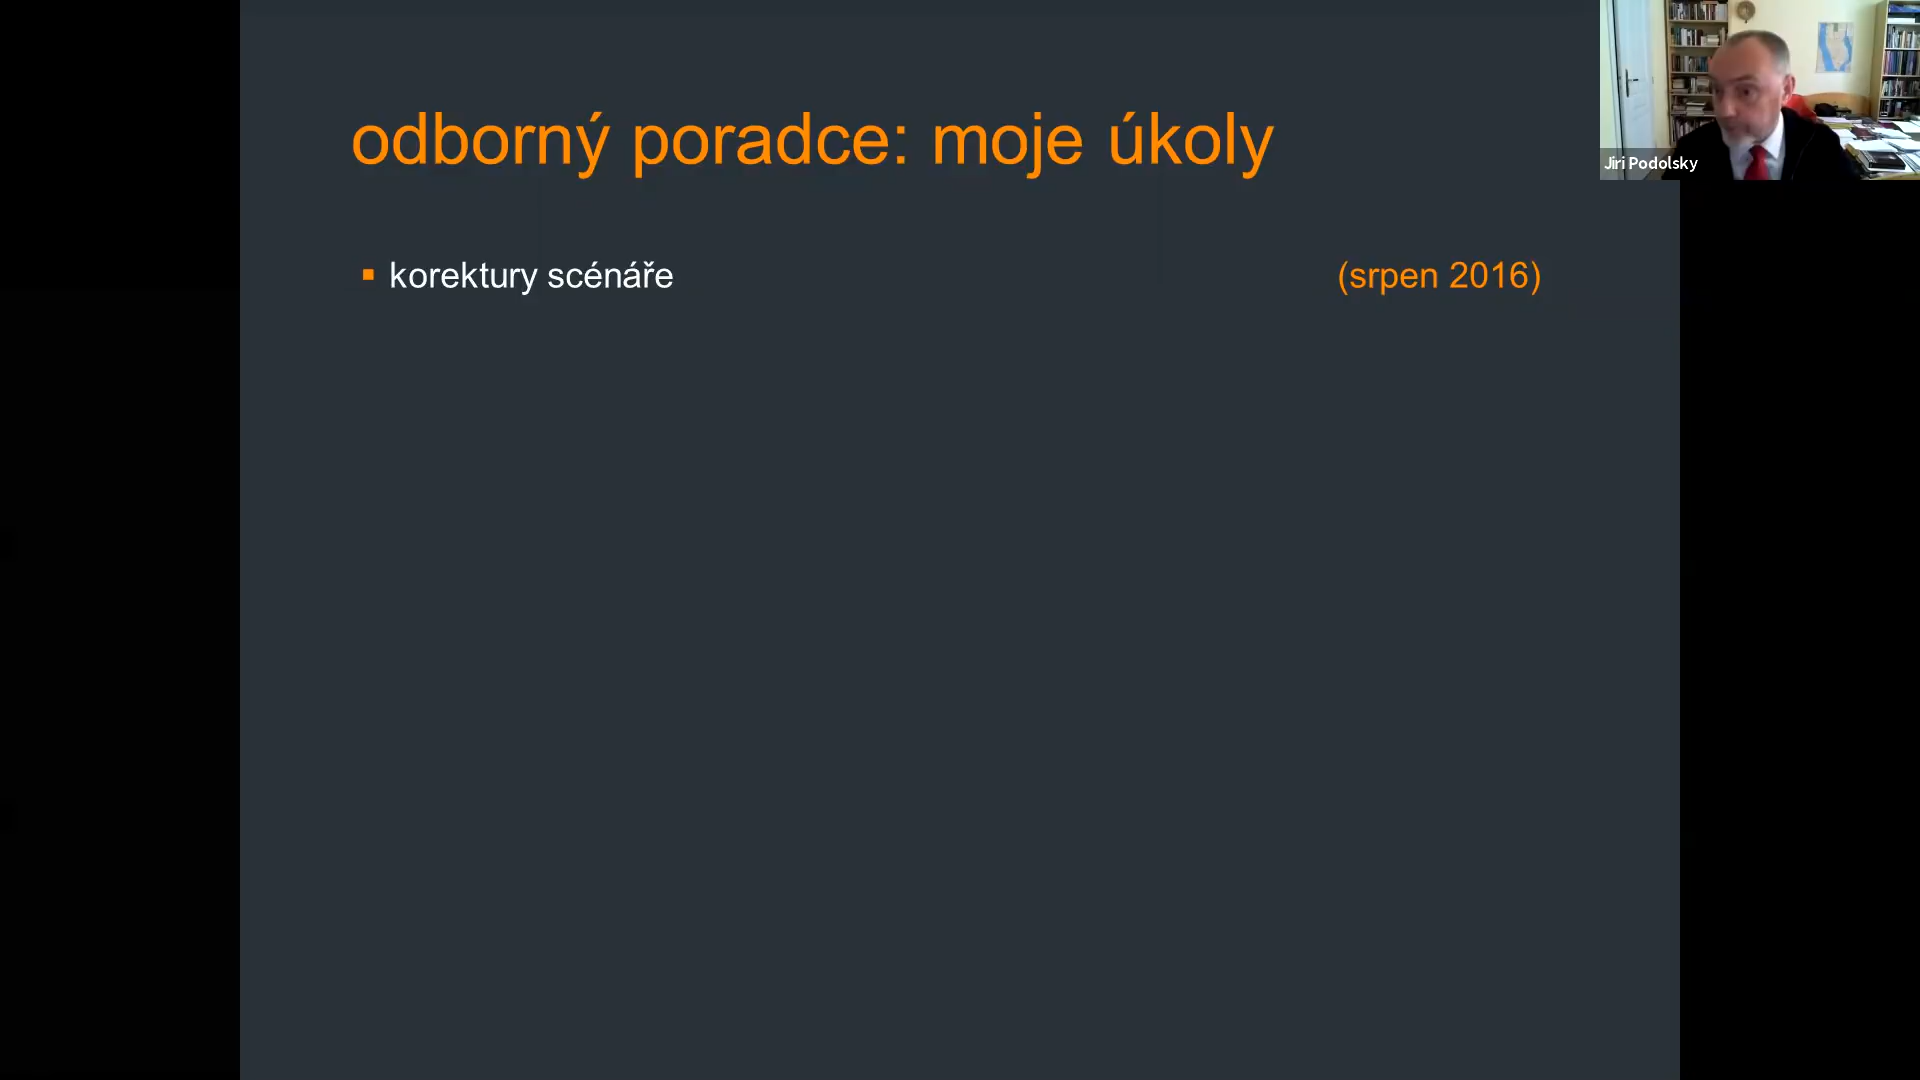 odborný poradce: moje úkoly
▪ korektury scénáře (srpen 2016)
Jiri Podolsky